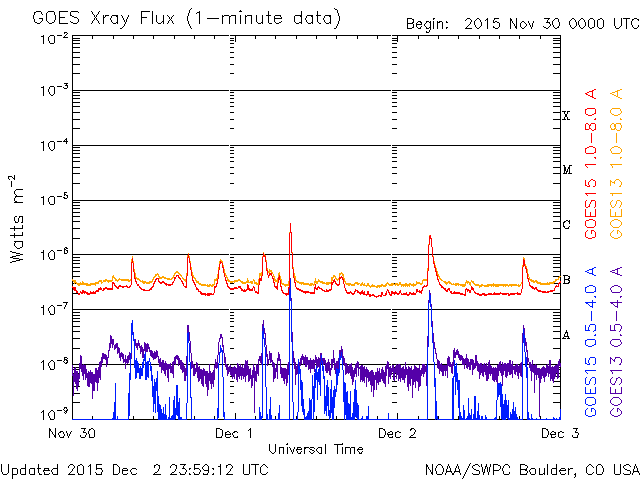 GOES Xray Flux (1-minute data)
Begin: 2015 Nov 30 0000 UTC
10⁻²
10⁻³
10⁻⁴
10⁻⁵
10⁻⁶
10⁻⁷
10⁻⁸
10⁻⁹
Watts m⁻²
X
M
C
B
A
GOES15 1.0-8.0 A
GOES13 1.0-8.0 A
GOES15 0.5-4.0 A
GOES13 0.5-4.0 A
Nov 30 Dec 1 Dec 2 Dec 3
Universal Time
Updated 2015 Dec 2 23:59:12 UTC
NOAA/SWPC Boulder, CO USA